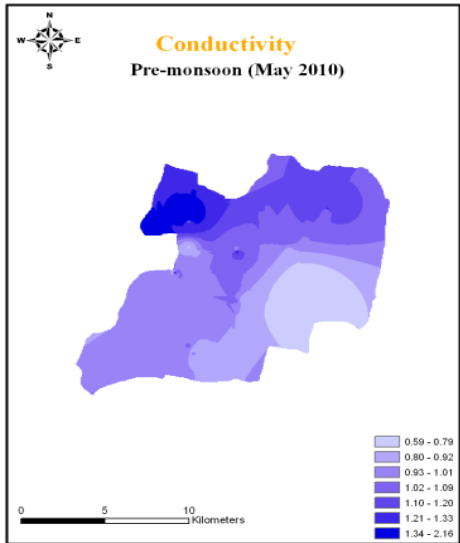 N
W E
S
Conductivity
Pre-monsoon (May 2010)
0.59 - 0.79
0.80 - 0.92
0.93 - 1.01
1.02 - 1.09
1.10 - 1.20
1.21 - 1.33
1.34 - 2.16
0 5 10
Kilometers